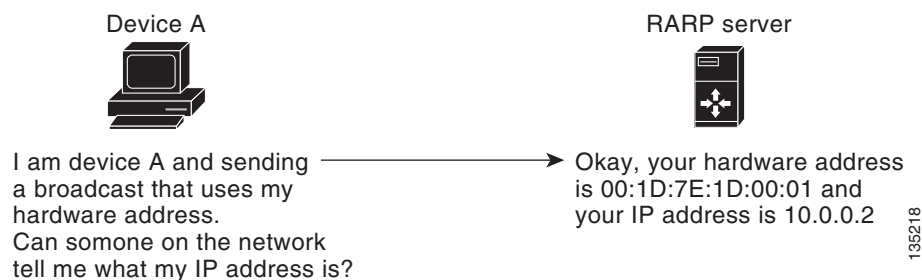 Device A
RARP server
I am device A and sending
a broadcast that uses my
hardware address.
Can somone on the network
tell me what my IP address is?
Okay, your hardware address
is 00:1D:7E:1D:00:01 and
your IP address is 10.0.0.2
135218